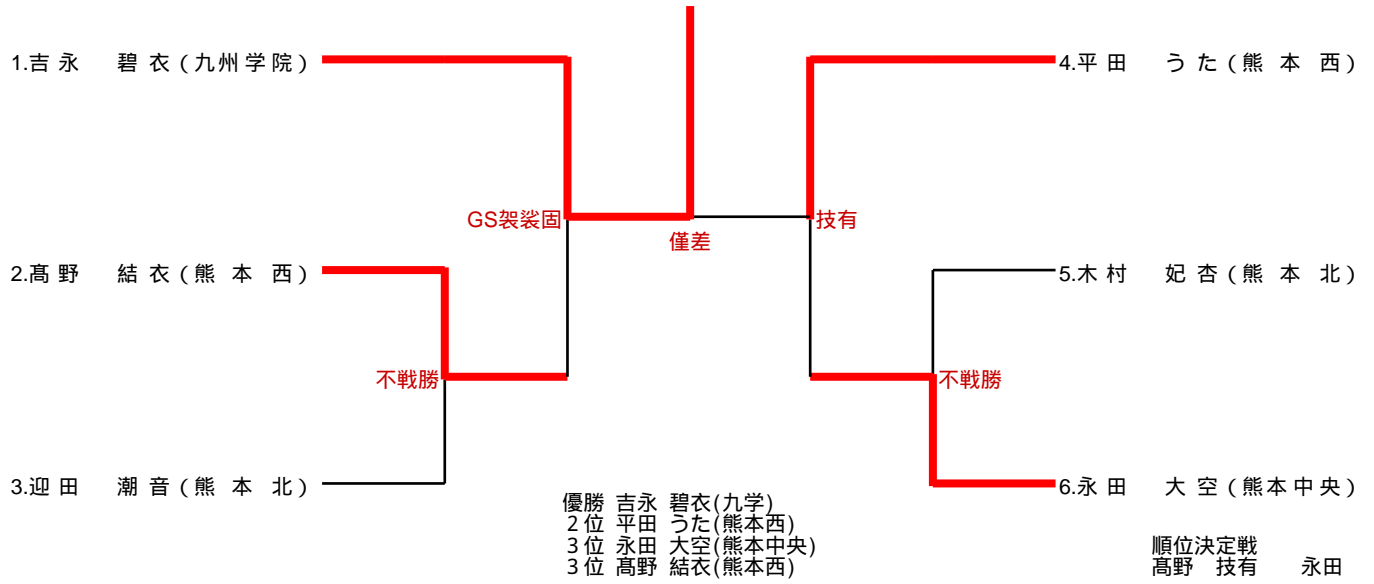 1.吉永 碧衣(九州学院)
4.平田 うた(熊本西)
GS袈裟固
技有
僅差
2.髙野 結衣(熊本西)
5.木村 妃杏(熊本北)
不戦勝
不戦勝
3.迎田 潮音(熊本北)
6.永田 大空(熊本中央)
優勝 吉永 碧衣(九学)
2位 平田 うた(熊本西)
3位 永田 大空(熊本中央)
3位 髙野 結衣(熊本西)
順位決定戦
髙野 技有 永田